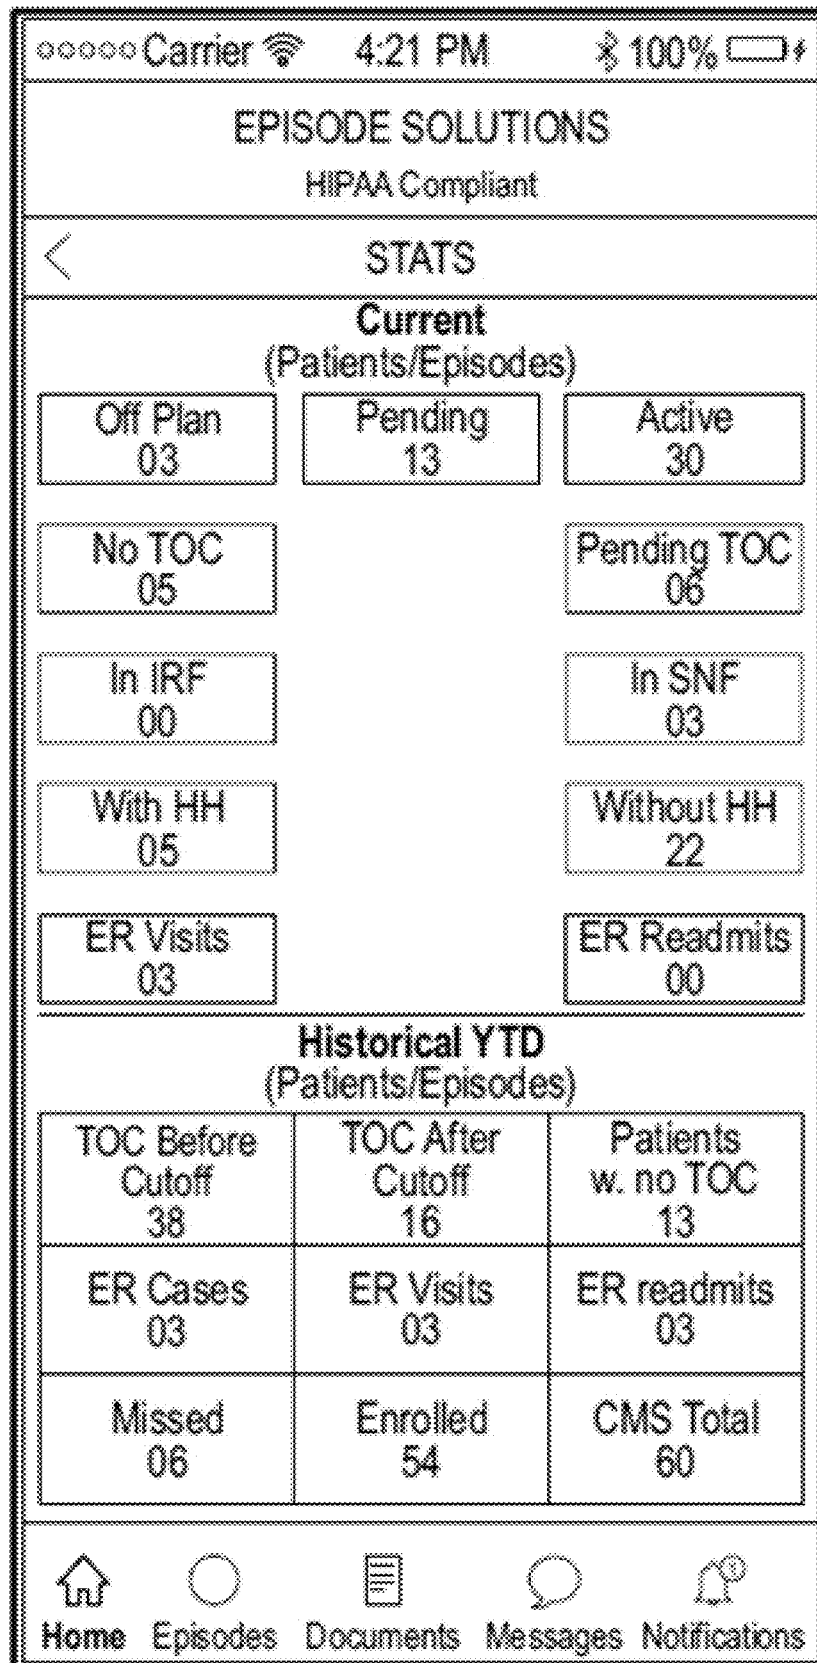 Carrier 4:21 PM 100%
EPISODE SOLUTIONS
HIPAA Compliant
STATS
Current
(Patients/Episodes)
Off Plan
03
Pending
13
Active
30
No TOC
05
Pending TOC
06
In IRF
00
In SNF
03
With HH
05
Without HH
22
ER Visits
03
ER Readmits
00
Historical YTD
(Patients/Episodes)
TOC Before
Cutoff
38
TOC After
Cutoff
16
Patients
w. no TOC
13
ER Cases
03
ER Visits
03
ER readmits
03
Missed
06
Enrolled
54
CMS Total
60
Home Episodes Documents Messages Notifications